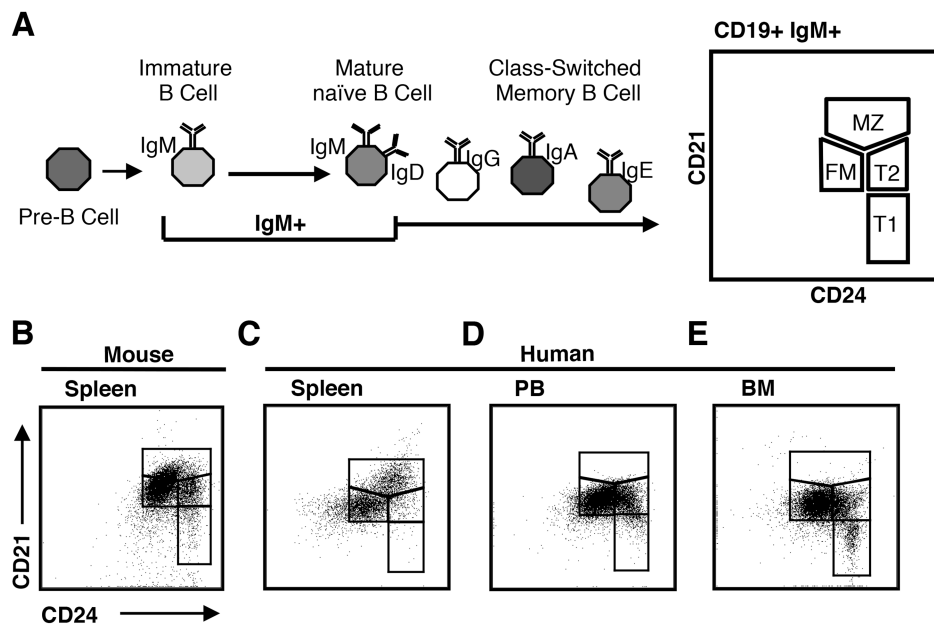 A
CD19+ IgM+
Immature
B Cell
Mature
naïve B Cell
Class-Switched
Memory B Cell
IgM
IgM
IgD
IgG
IgA
IgE
Pre-B Cell
IgM+
CD21
MZ
FM
T2
T1
CD24
B
C
D
E
Mouse
Human
Spleen
Spleen
PB
BM
CD21
CD24